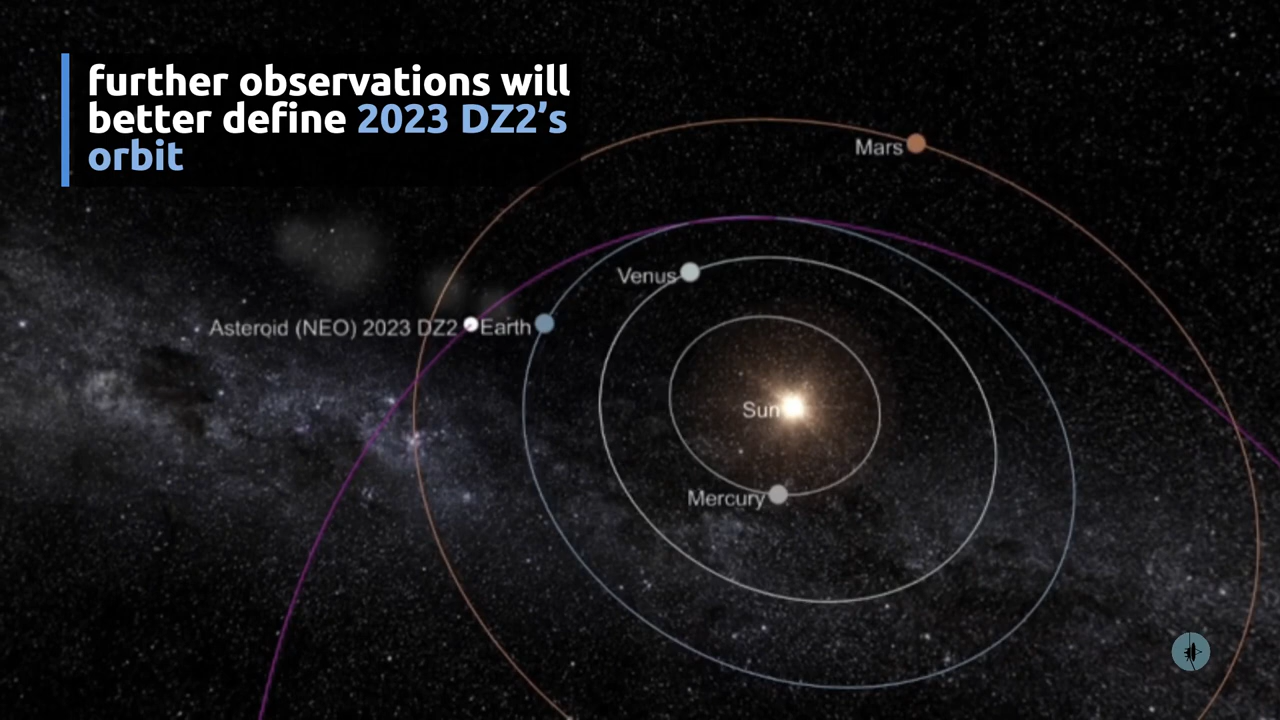 further observations will
better define 2023 DZ2’s
orbit
Mars
Venus
Asteroid (NEO) 2023 DZ2 Earth
Sun
Mercury